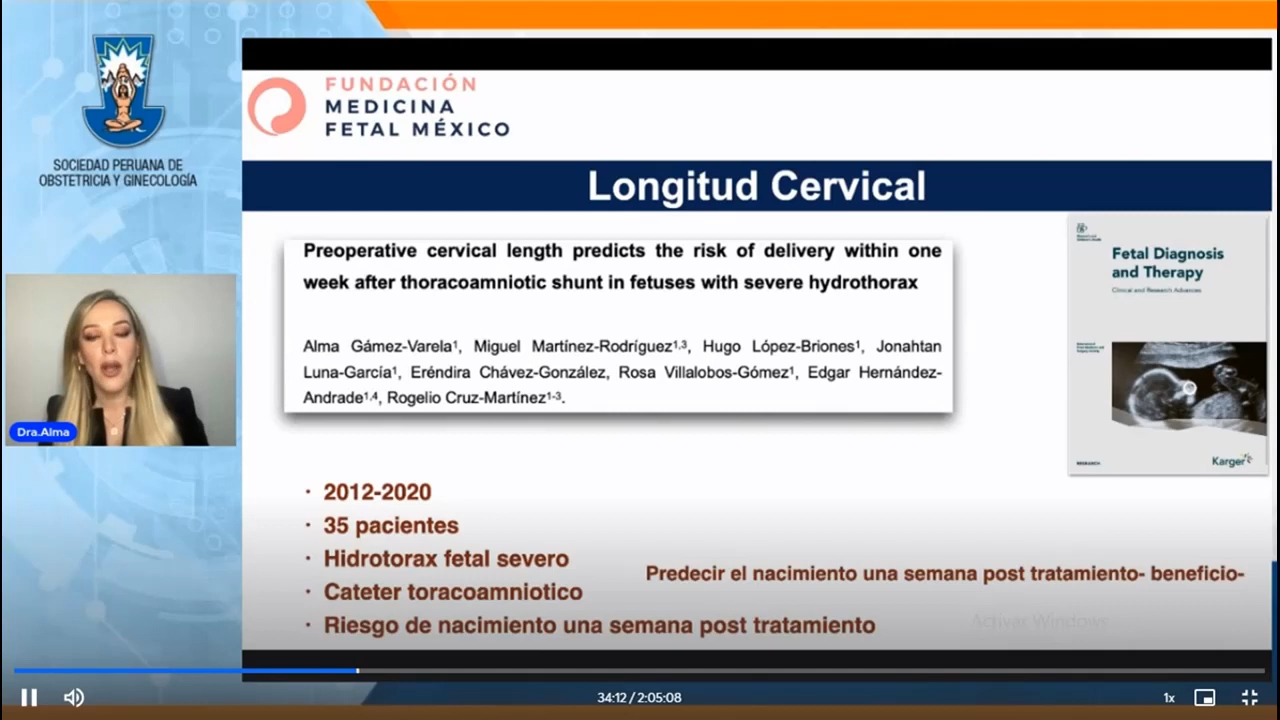 SOCIEDAD PERUANA DE
OBSTETRICIA Y GINECOLOGÍA
FUNDACIÓN
MEDICINA
FETAL MÉXICO
Longitud Cervical
Preoperative cervical length predicts the risk of delivery within one
week after thoracoamniotic shunt in fetuses with severe hydrothorax
Alma Gámez-Varela¹, Miguel Martínez-Rodríguez¹,³, Hugo López-Briones¹, Jonahtan
Luna-García¹, Eréndira Chávez-González, Rosa Villalobos-Gómez¹, Edgar Hernández-
Andrade¹.⁴, Rogelio Cruz-Martínez¹-³.
Fetal Diagnosis
and Therapy
Clinical and Research Advances
Karger
Dra.Alma
· 2012-2020
· 35 pacientes
· Hidrotorax fetal severo
· Cateter toracoamniotico
· Riesgo de nacimiento una semana post tratamiento
Predecir el nacimiento una semana post tratamiento- beneficio-
Activar Windows
34:12 / 2:05:08
1x